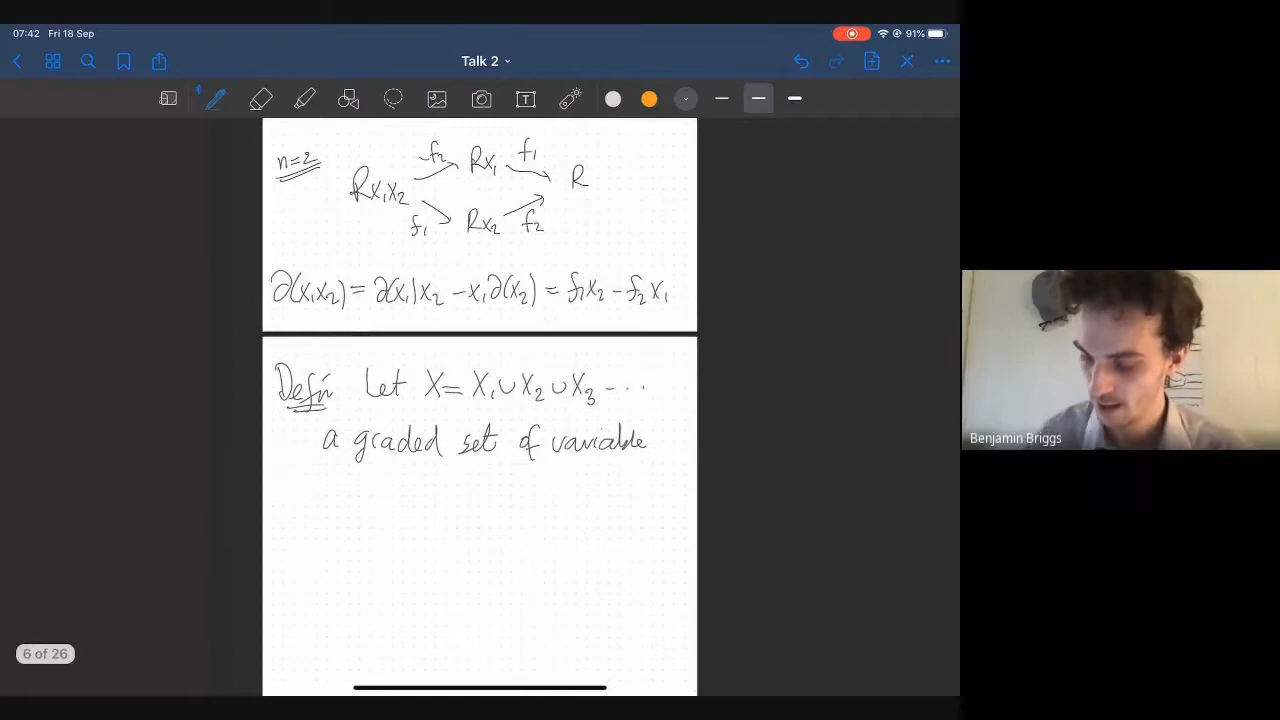 07:42 Fri 18 Sep
91%
Talk 2
T
n=2
f₂ Rx₁ f₁
Rx₁x₂ R
f₁ Rx₂ f₂
∂(x₁x₂) = ∂(x₁)x₂ - x₁∂(x₂) = f₁x₂ - f₂x₁
Defn Let X = X₁ ∪ X₂ ∪ X₃ ...
a graded set of variable
Benjamin Briggs
6 of 26